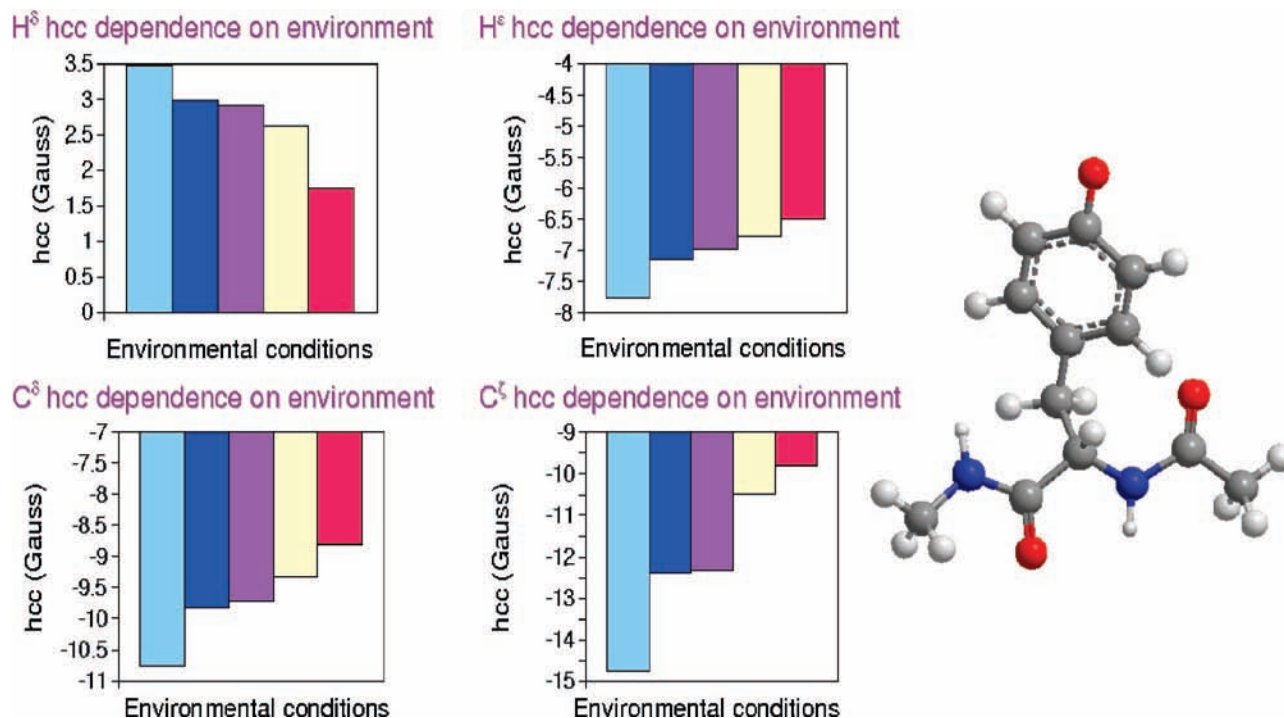 H^δ hcc dependence on environment
hcc (Gauss)
3.5
3
2.5
2
1.5
1
0.5
0
Environmental conditions
H^ε hcc dependence on environment
hcc (Gauss)
-4
-4.5
-5
-5.5
-6
-6.5
-7
-7.5
-8
Environmental conditions
C^δ hcc dependence on environment
hcc (Gauss)
-7
-7.5
-8
-8.5
-9
-9.5
-10
-10.5
-11
Environmental conditions
C^ζ hcc dependence on environment
hcc (Gauss)
-9
-10
-11
-12
-13
-14
-15
Environmental conditions